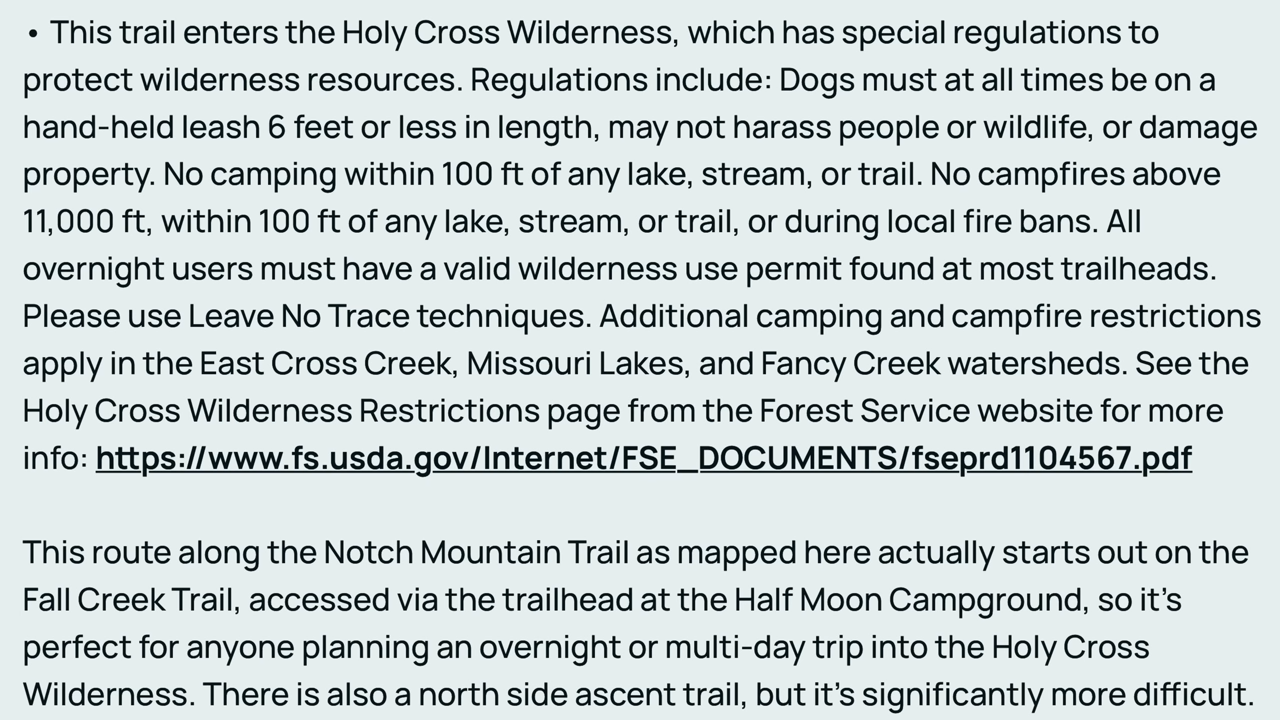 • This trail enters the Holy Cross Wilderness, which has special regulations to
protect wilderness resources. Regulations include: Dogs must at all times be on a
hand-held leash 6 feet or less in length, may not harass people or wildlife, or damage
property. No camping within 100 ft of any lake, stream, or trail. No campfires above
11,000 ft, within 100 ft of any lake, stream, or trail, or during local fire bans. All
overnight users must have a valid wilderness use permit found at most trailheads.
Please use Leave No Trace techniques. Additional camping and campfire restrictions
apply in the East Cross Creek, Missouri Lakes, and Fancy Creek watersheds. See the
Holy Cross Wilderness Restrictions page from the Forest Service website for more
info: https://www.fs.usda.gov/Internet/FSE_DOCUMENTS/fseprd1104567.pdf
This route along the Notch Mountain Trail as mapped here actually starts out on the
Fall Creek Trail, accessed via the trailhead at the Half Moon Campground, so it’s
perfect for anyone planning an overnight or multi-day trip into the Holy Cross
Wilderness. There is also a north side ascent trail, but it’s significantly more difficult.